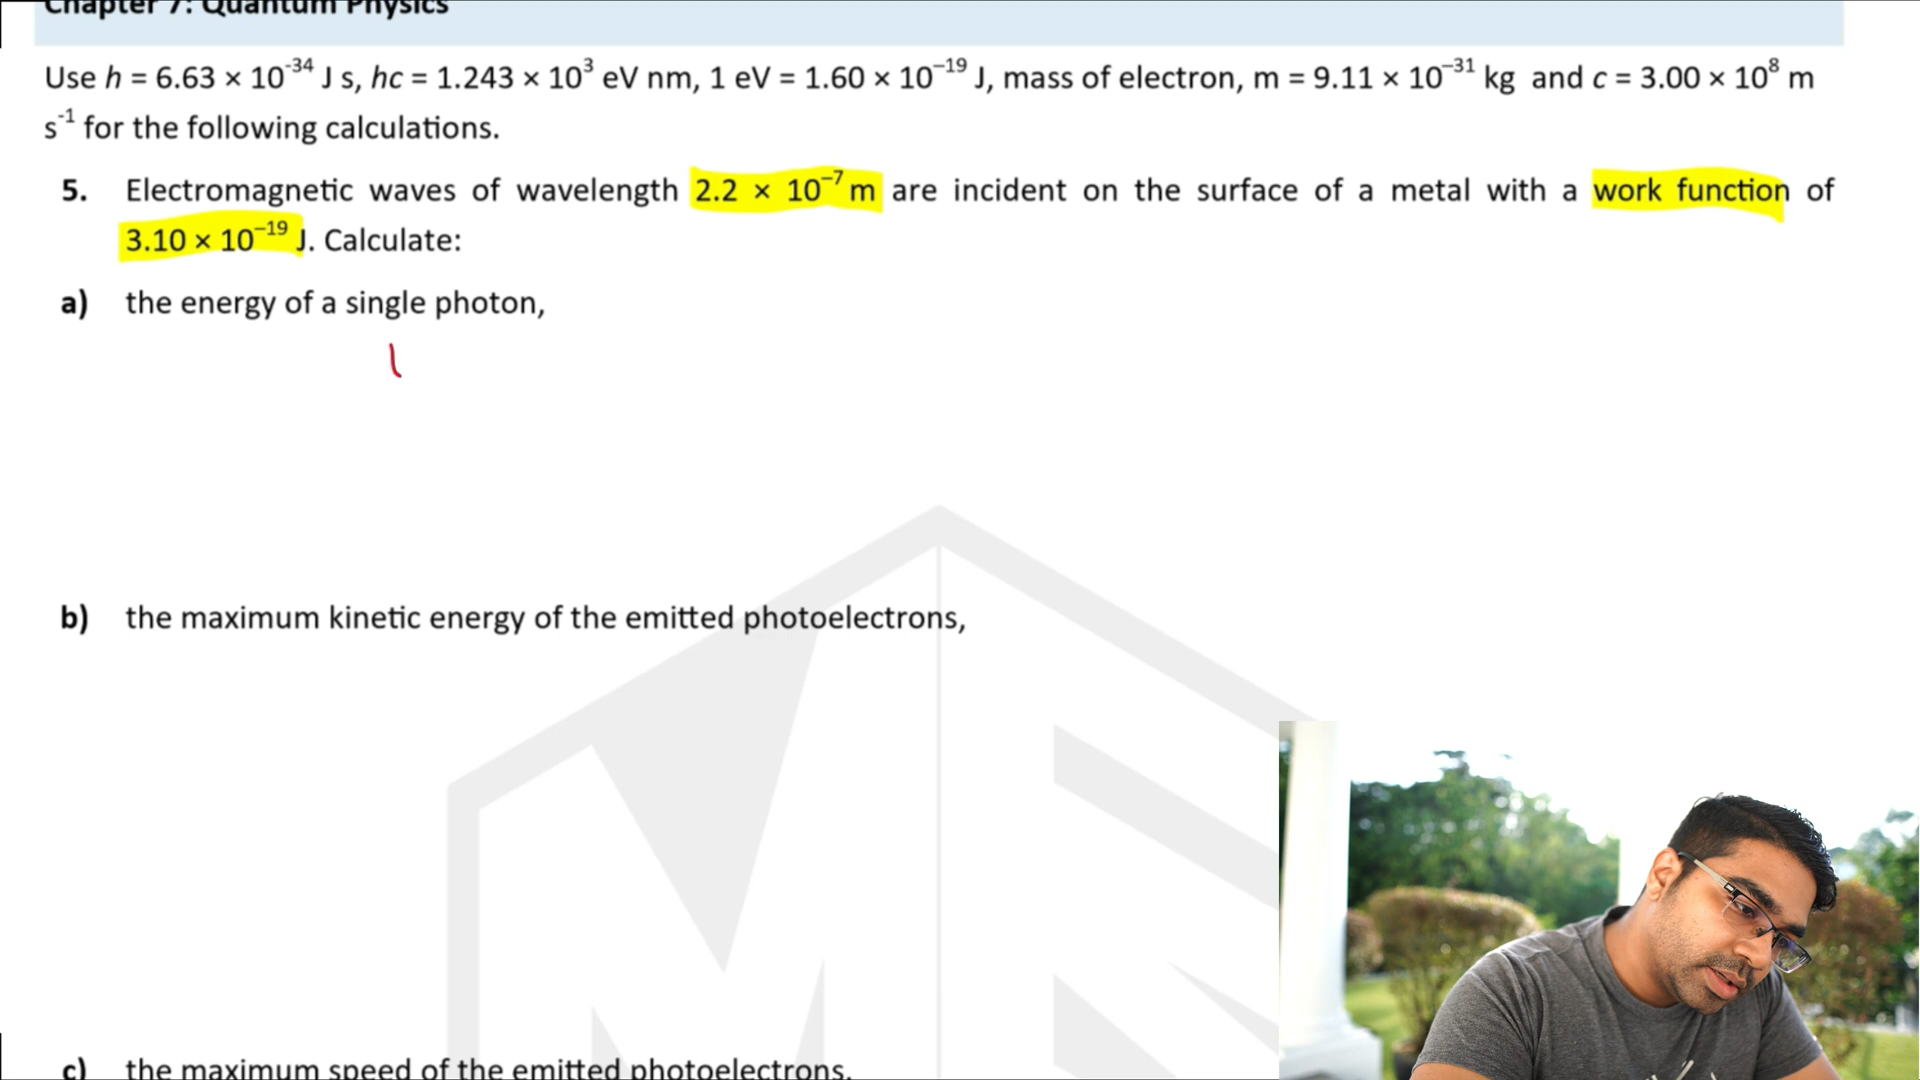 Chapter 7: Quantum Physics
Use h = 6.63 × 10⁻³⁴ J s, hc = 1.243 × 10³ eV nm, 1 eV = 1.60 × 10⁻¹⁹ J, mass of electron, m = 9.11 × 10⁻³¹ kg and c = 3.00 × 10⁸ m
s⁻¹ for the following calculations.
5. Electromagnetic waves of wavelength 2.2 × 10⁻⁷ m are incident on the surface of a metal with a work function of
3.10 × 10⁻¹⁹ J. Calculate:
a) the energy of a single photon,
b) the maximum kinetic energy of the emitted photoelectrons,
c) the maximum speed of the emitted photoelectrons.